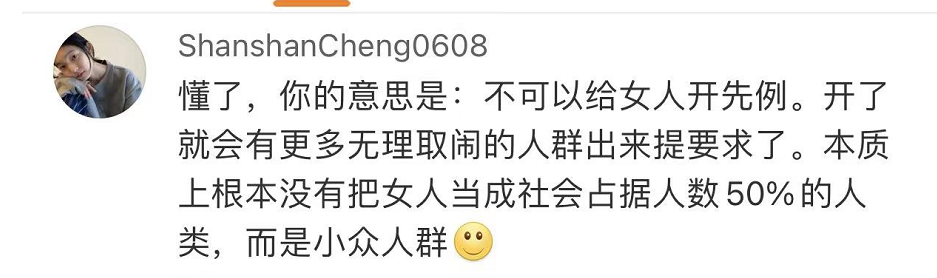 ShanshanCheng0608
懂了，你的意思是：不可以给女人开先例。开了
就会有更多无理取闹的人群出来提要求了。本质
上根本没有把女人当成社会占据人数50%的人
类，而是小众人群🙂